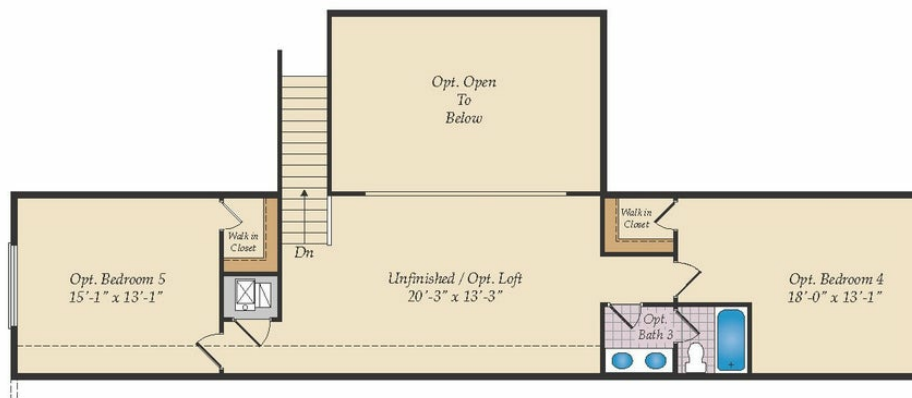 Opt. Open
To
Below
Walk in
Closet
Dn
Walk in
Closet
Opt. Bedroom 5
15'-1" x 13'-1"
Unfinished / Opt. Loft
20'-3" x 13'-3"
Opt. Bedroom 4
18'-0" x 13'-1"
Opt.
Bath 3